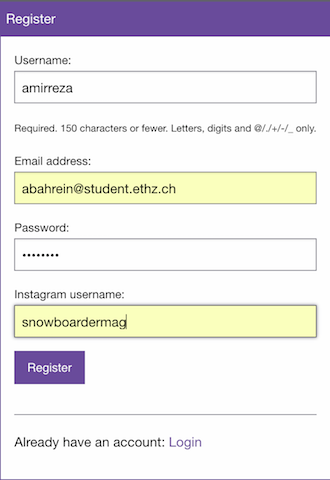 Register
Username:
amirreza
Required. 150 characters or fewer. Letters, digits and @/./+/-/_ only.
Email address:
abahrein@student.ethz.ch
Password:
••••••••
Instagram username:
snowboardermag
Register
Already have an account: Login